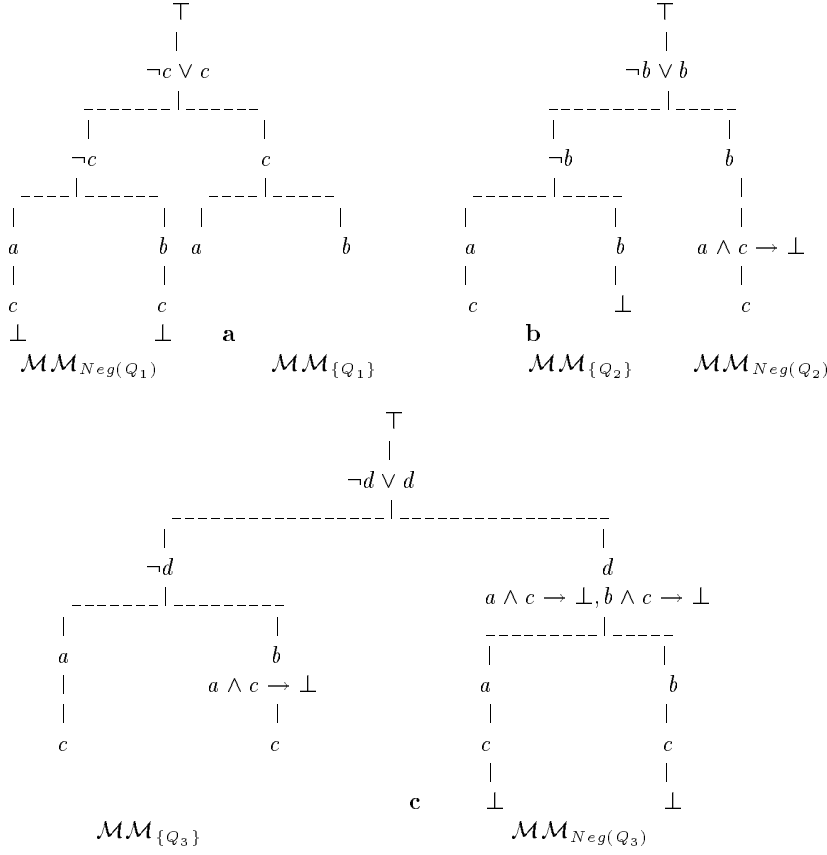 ⊤ ⊤
¬c ∨ c ¬b ∨ b
¬c c ¬b b
a b a b a b a ∧ c → ⊥
c c c ⊥ c
⊥ ⊥ a b
MM_{Neg(Q_1)} MM_{{Q_1}} MM_{{Q_2}} MM_{Neg(Q_2)}
⊤
¬d ∨ d
¬d d
a ∧ c → ⊥, b ∧ c → ⊥
a b a b
a ∧ c → ⊥
c c c c
c ⊥ ⊥
MM_{{Q_3}} MM_{Neg(Q_3)}